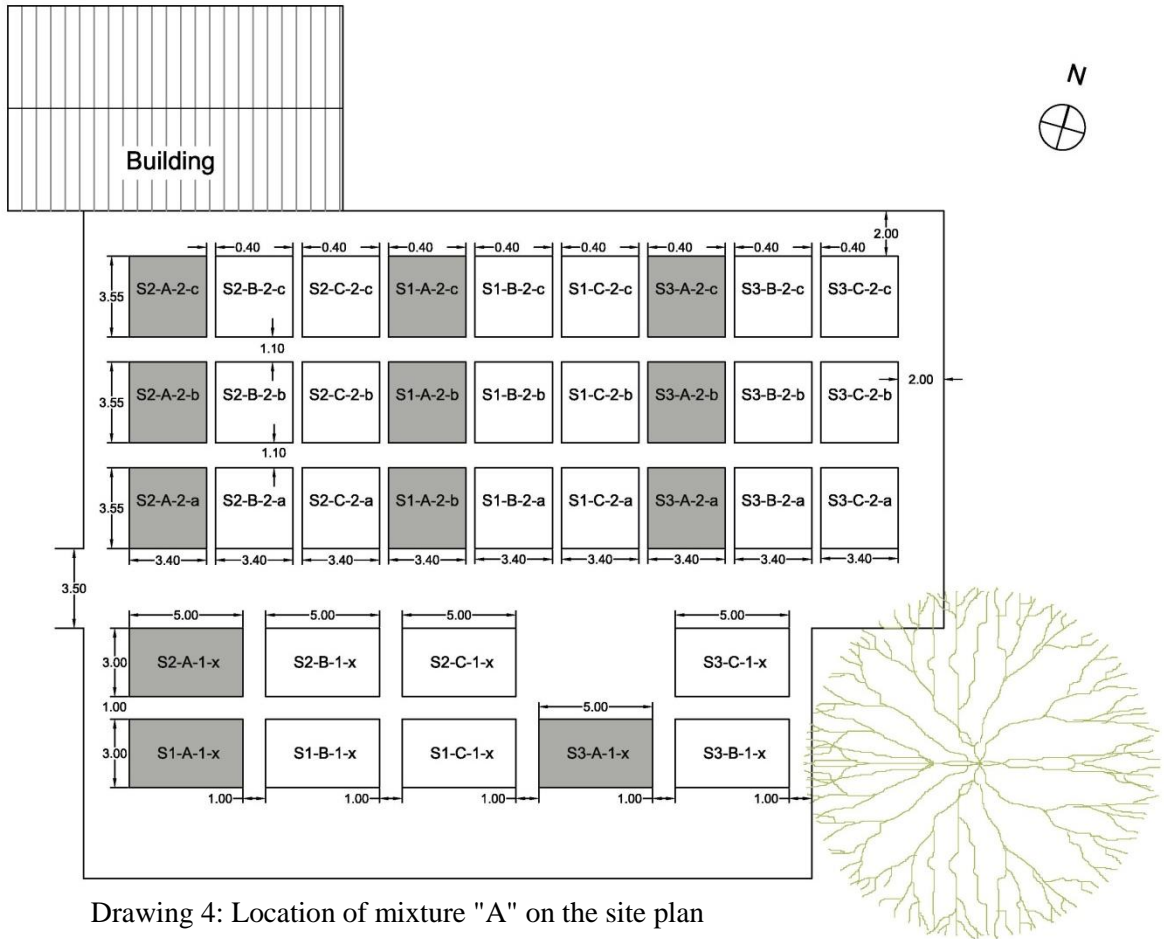 N
Building
2.00
0.40 0.40 0.40 0.40 0.40 0.40 0.40 0.40
3.55 S2-A-2-c S2-B-2-c S2-C-2-c S1-A-2-c S1-B-2-c S1-C-2-c S3-A-2-c S3-B-2-c S3-C-2-c
1.10
3.55 S2-A-2-b S2-B-2-b S2-C-2-b S1-A-2-b S1-B-2-b S1-C-2-b S3-A-2-b S3-B-2-b S3-C-2-b 2.00
1.10
3.55 S2-A-2-a S2-B-2-a S2-C-2-a S1-A-2-b S1-B-2-a S1-C-2-a S3-A-2-a S3-B-2-a S3-C-2-a
3.40 3.40 3.40 3.40 3.40 3.40 3.40 3.40 3.40
3.50
5.00 5.00 5.00 5.00
3.00 S2-A-1-x S2-B-1-x S2-C-1-x S3-C-1-x
1.00 5.00
3.00 S1-A-1-x S1-B-1-x S1-C-1-x S3-A-1-x S3-B-1-x
1.00 1.00 1.00 1.00 1.00
Drawing 4: Location of mixture "A" on the site plan